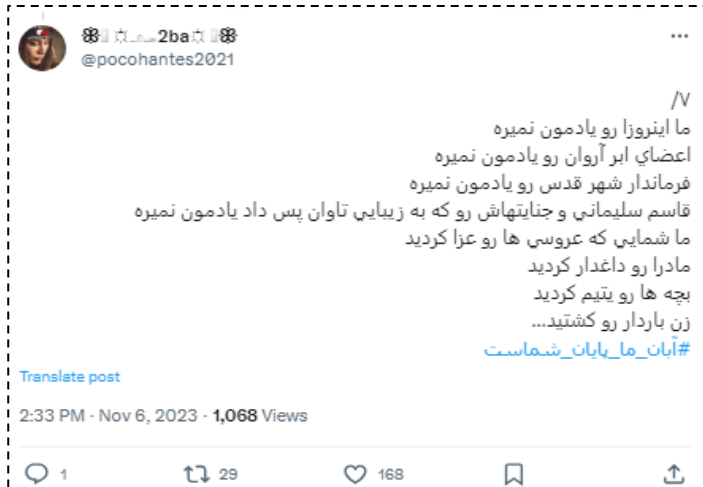 2ba
@pocohantes2021
/۷
ما اینروزا رو یادمون نمیره
اعضاي ابر آروان رو یادمون نمیره
فرماندار شهر قدس رو یادمون نمیره
قاسم سلیماني و جنایتهاش رو که به زیبایي تاوان پس داد یادمون نمیره
ما شمایي که عروسي ها رو عزا کردید
مادرا رو داغدار کردید
بچه ها رو یتیم کردید
زن باردار رو کشتید...
#آبان_ما_پایان_شماست
Translate post
2:33 PM · Nov 6, 2023 · 1,068 Views
1 29 168